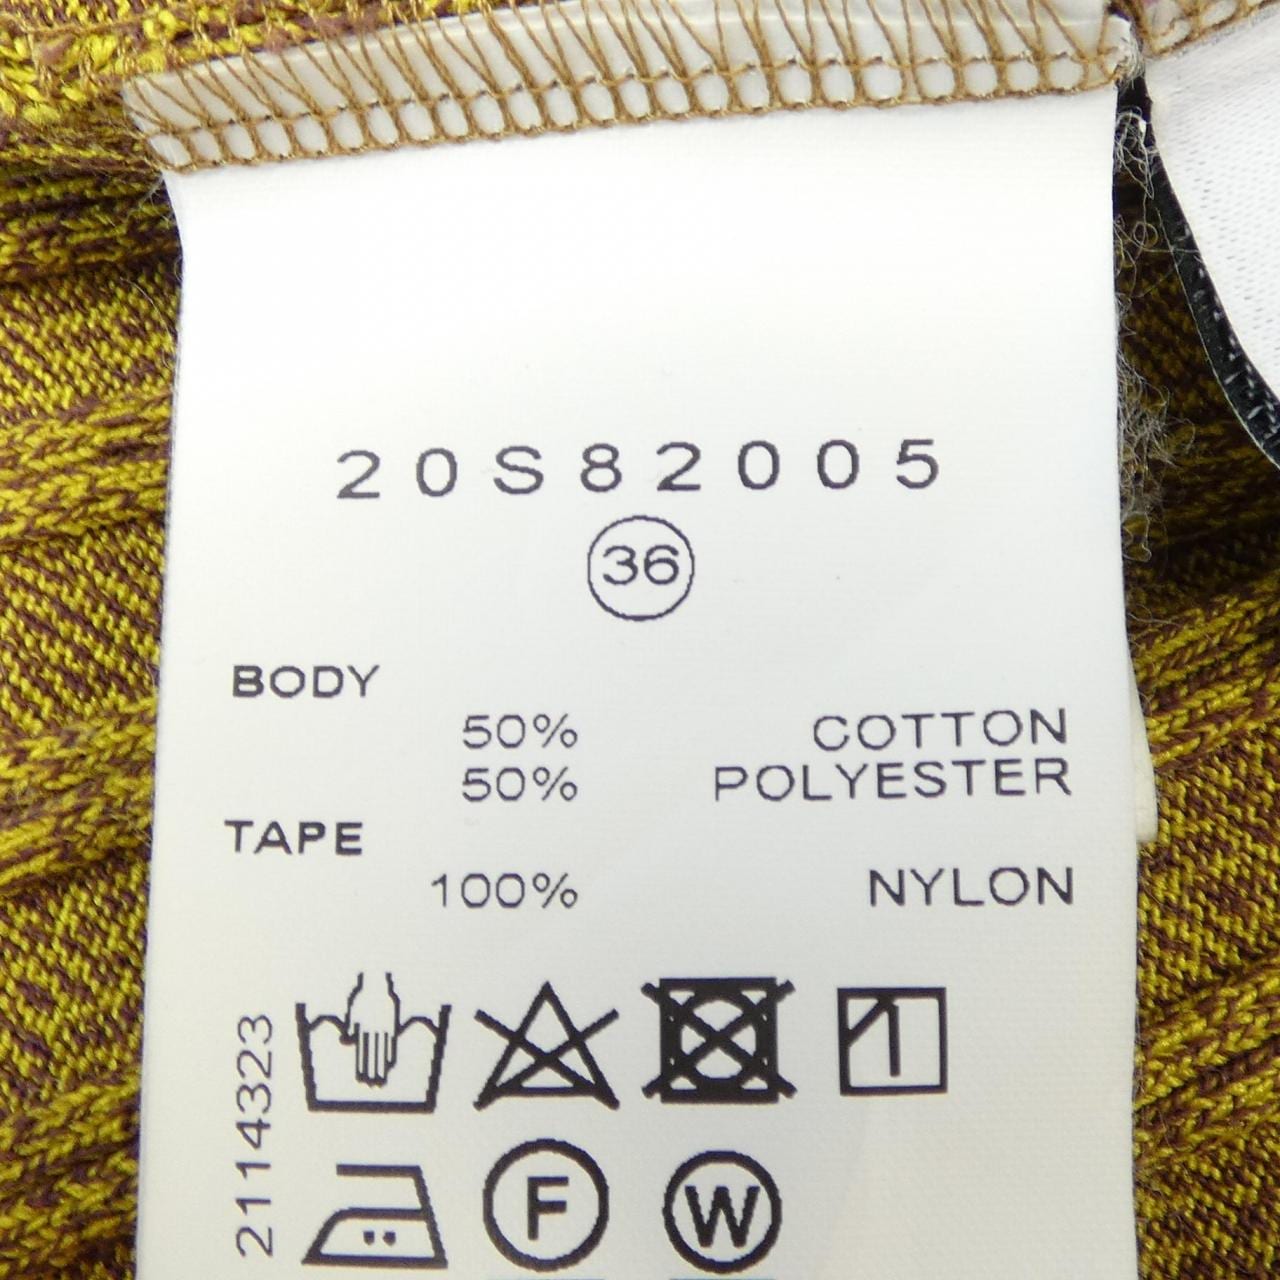 20S82005
36
BODY
50% COTTON
50% POLYESTER
TAPE
100% NYLON
2114323
F W